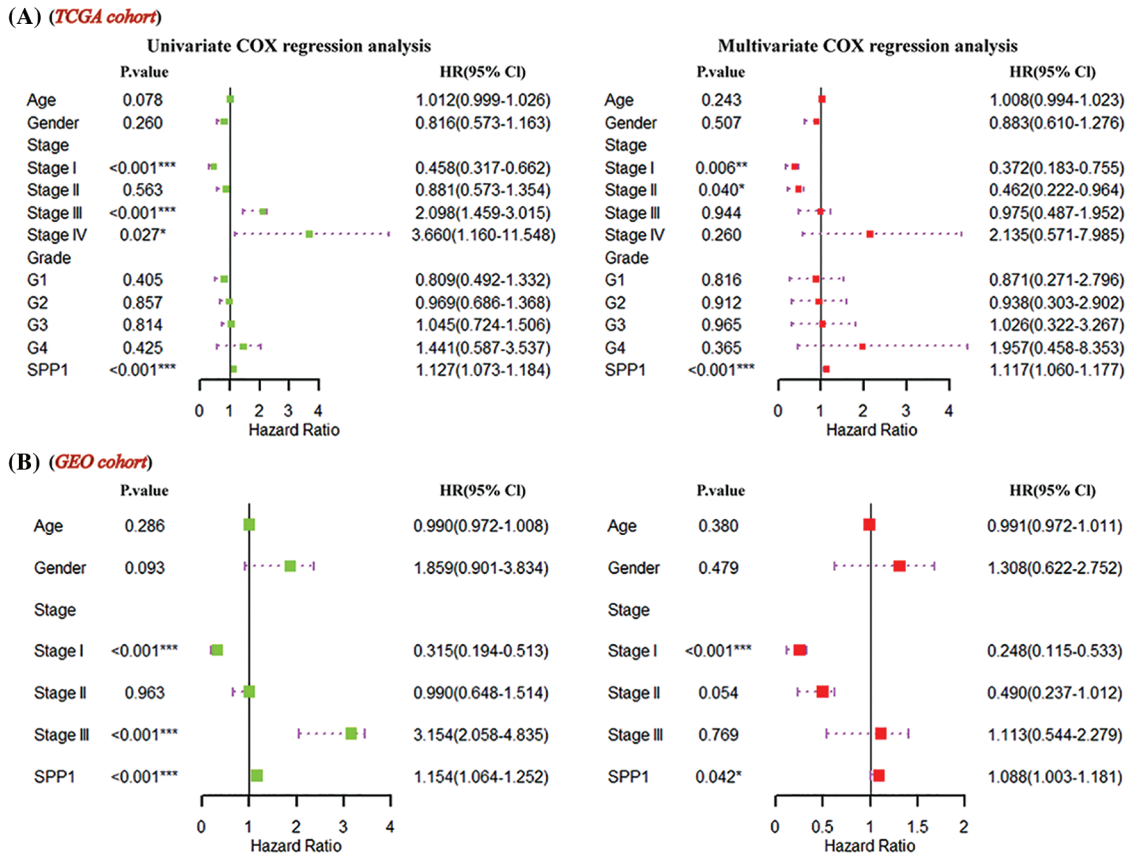 (A) (TCGA cohort)
Univariate COX regression analysis
P.value HR(95% CI)
Age 0.078 1.012(0.999-1.026)
Gender 0.260 0.816(0.573-1.163)
Stage
Stage I <0.001*** 0.458(0.317-0.662)
Stage II 0.563 0.881(0.573-1.354)
Stage III <0.001*** 2.098(1.459-3.015)
Stage IV 0.027* 3.660(1.160-11.548)
Grade
G1 0.405 0.809(0.492-1.332)
G2 0.857 0.969(0.686-1.368)
G3 0.814 1.045(0.724-1.506)
G4 0.425 1.441(0.587-3.537)
SPP1 <0.001*** 1.127(1.073-1.184)
0 1 2 3 4
Hazard Ratio
Multivariate COX regression analysis
P.value HR(95% CI)
Age 0.243 1.008(0.994-1.023)
Gender 0.507 0.883(0.610-1.276)
Stage
Stage I 0.006** 0.372(0.183-0.755)
Stage II 0.040* 0.462(0.222-0.964)
Stage III 0.944 0.975(0.487-1.952)
Stage IV 0.260 2.135(0.571-7.985)
Grade
G1 0.816 0.871(0.271-2.796)
G2 0.912 0.938(0.303-2.902)
G3 0.965 1.026(0.322-3.267)
G4 0.365 1.957(0.458-8.353)
SPP1 <0.001*** 1.117(1.060-1.177)
0 1 2 3 4
Hazard Ratio
(B) (GEO cohort)
P.value HR(95% CI)
Age 0.286 0.990(0.972-1.008)
Gender 0.093 1.859(0.901-3.834)
Stage
Stage I <0.001*** 0.315(0.194-0.513)
Stage II 0.963 0.990(0.648-1.514)
Stage III <0.001*** 3.154(2.058-4.835)
SPP1 <0.001*** 1.154(1.064-1.252)
0 1 2 3 4
Hazard Ratio
P.value HR(95% CI)
Age 0.380 0.991(0.972-1.011)
Gender 0.479 1.308(0.622-2.752)
Stage
Stage I <0.001*** 0.248(0.115-0.533)
Stage II 0.054 0.490(0.237-1.012)
Stage III 0.769 1.113(0.544-2.279)
SPP1 0.042* 1.088(1.003-1.181)
0 0.5 1 1.5 2
Hazard Ratio